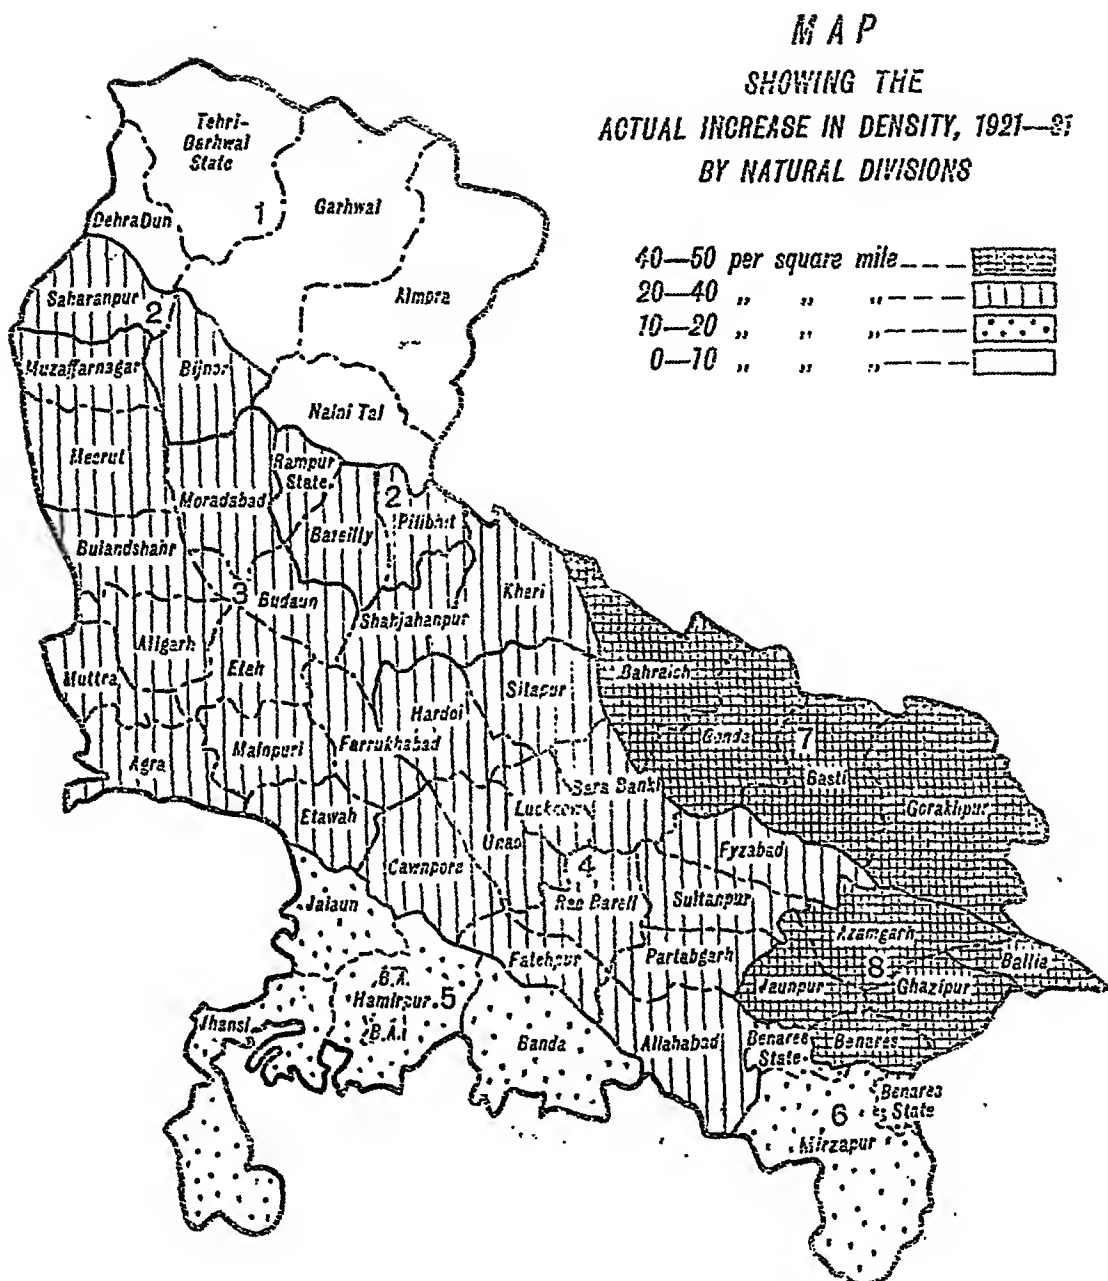 MAP
SHOWING THE
ACTUAL INCREASE IN DENSITY, 1921—31
BY NATURAL DIVISIONS
40—50 per square mile
20—40 „ „ „
10—20 „ „ „
0—10 „ „ „
Tehri-
Garhwal
State
1
Garhwal
DehraDun
Almora
Saharanpur
2
Muzaffarnagar
Bijnor
Naini Tal
Meerut
Rampur
State
Moradabad
2
Pilibhit
Bareilly
Bulandshahr
3
Budaun
Kheri
Shahjahanpur
Aligarh
Muttra
Etah
Bahraich
Sitapur
Hardoi
Gonda
7
Mainpuri
Farrukhabad
Agra
Basti
Bara Banki
Gorakhpur
Lucknow
Etawah
Unao
Fyzabad
Cawnpore
4
Rae Bareli
Sultanpur
Jalaun
Azamgarh
Fatehpur
Partabgarh
8
Ballia
B.A.
Hamirpur
5
Jaunpur
Ghazipur
Jhansi
B.A.
Banda
Allahabad
Benares
State
Benares
Benares
State
6
Mirzapur